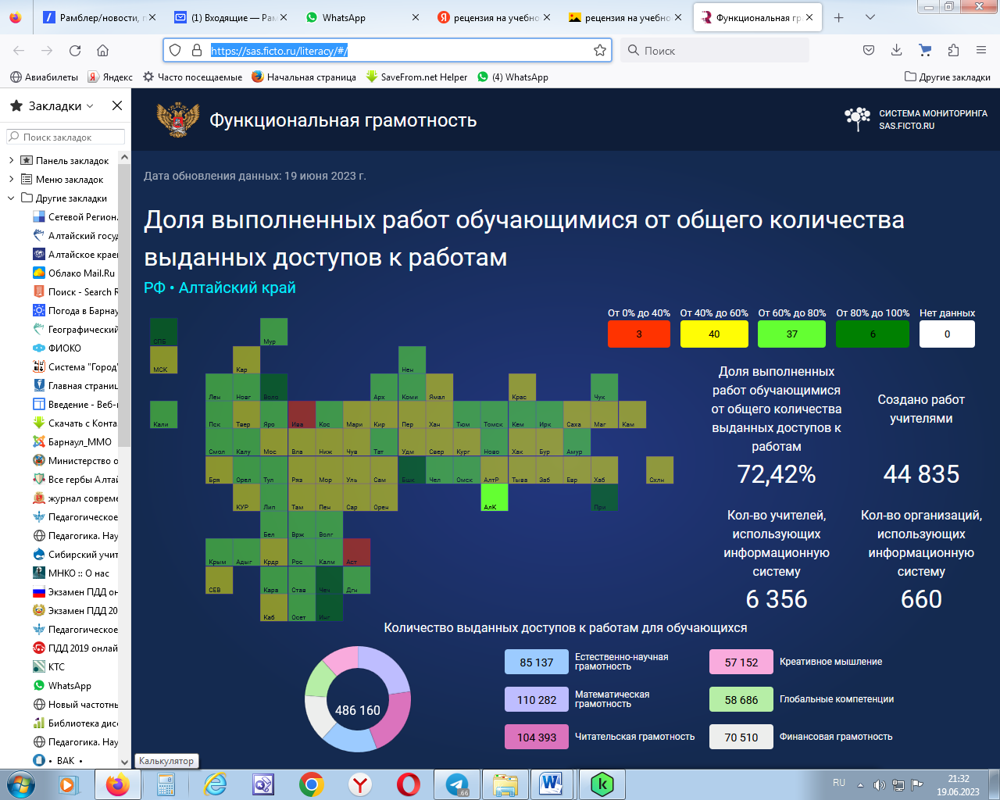 Рамблер/новости, п
(1) Входящие — Рам
WhatsApp
рецензия на учебно
рецензия на учебно
Функциональная гр
https://sas.ficto.ru/literacy/#/
Поиск
Авиабилеты
Яндекс
Часто посещаемые
Начальная страница
SaveFrom.net Helper
(4) WhatsApp
Другие закладки
Закладки
Поиск закладок
Панель закладок
Меню закладок
Другие закладки
Сетевой Регион.
Алтайский госуд
Алтайское краев
Облако Mail.Ru
Поиск - Search R
Погода в Барнау
Географический
ФИОКО
Система "Город"
Главная страниц
Введение - Веб-н
Скачать с Конта
Барнаул_ММО
Министерство о
Все гербы Алтай
журнал совреме
Педагогическое
Педагогика. Нау
Сибирский учит
МНКО :: О нас
Экзамен ПДД он
Экзамен ПДД 20
Педагогическое
ПДД 2019 онлай
КТС
WhatsApp
Новый частотны
Библиотека дисс
Педагогика. Нау
• ВАК •
Функциональная грамотность
СИСТЕМА МОНИТОРИНГА
SAS.FICTO.RU
Дата обновления данных: 19 июня 2023 г.
Доля выполненных работ обучающимися от общего количества
выданных доступов к работам
РФ • Алтайский край
От 0% до 40% От 40% до 60% От 60% до 80% От 80% до 100% Нет данных
3 40 37 6 0
СПБ Мур
МСК Кар Нен
Лен Новг Воло Арх Коми Ямал Крас Чук
Кали Пск Твер Яро Ива Кос Мари Кир Пер Хан Тюм Томск Кем Ирк Саха Маг Кам
Смол Калу Мос Вла Ниж Чув Тат Удм Свер Кург Ново Хак Бур Амур
Бря Орел Тул Ряз Мор Уль Сам Бшк Чел Омск АлтР Тыва Заб Евр Хаб Схлн
КУР Лип Там Пен Сар Орен АлК При
Бел Врж Волг
Крым Адыг Крдр Рос Калм Аст
СЕВ Кара Став Чен Дгн
Каб Осет Инг
Доля выполненных
работ обучающимися
от общего количества
выданных доступов к
работам
72,42%
Создано работ
учителями
44 835
Кол-во учителей,
использующих
информационную
систему
6 356
Кол-во организаций,
использующих
информационную
систему
660
Количество выданных доступов к работам для обучающихся
486 160
85 137 Естественно-научная
грамотность
57 152 Креативное мышление
110 282 Математическая
грамотность
58 686 Глобальные компетенции
104 393 Читательская грамотность
70 510 Финансовая грамотность
Калькулятор
.66
RU
21:32
19.06.2023